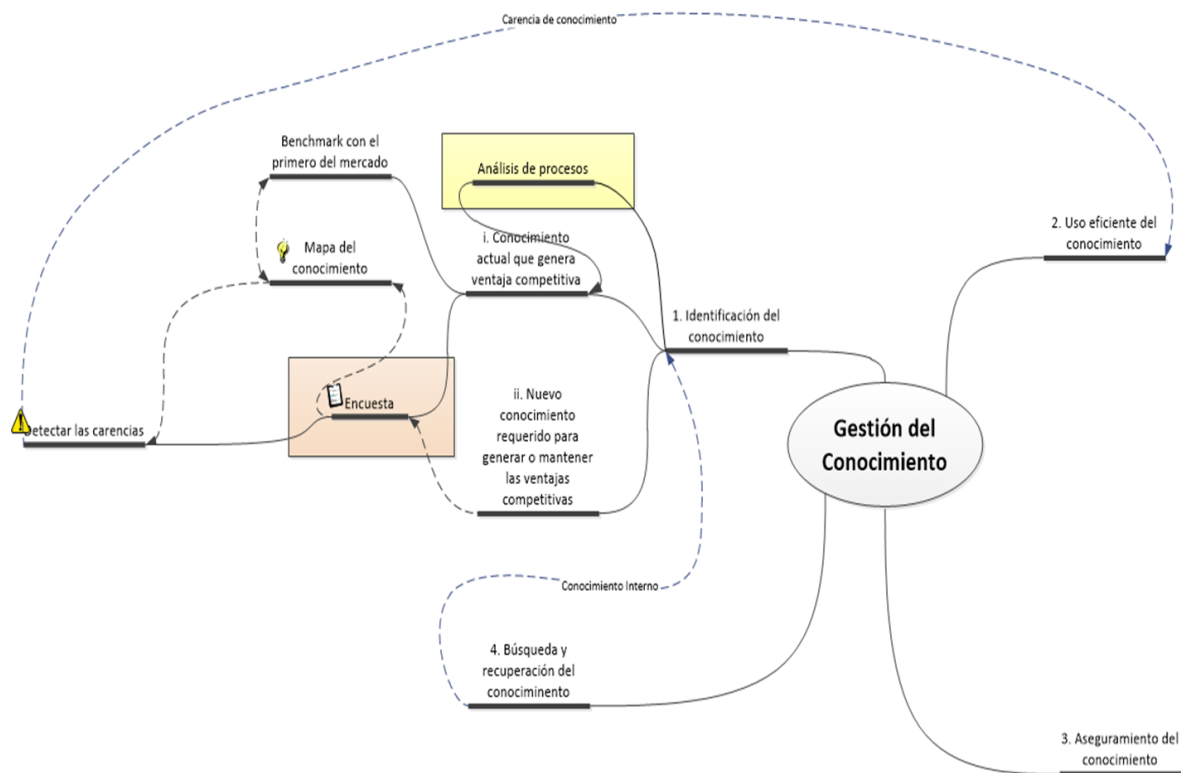 Carencia de conocimiento
Benchmark con el
primero del mercado
Análisis de procesos
Mapa del
conocimiento
i. Conocimiento
actual que genera
ventaja competitiva
2. Uso eficiente del
conocimiento
1. Identificación del
conocimiento
Encuesta
etectar las carencias
ii. Nuevo
conocimiento
requerido para
generar o mantener
las ventajas
competitivas
Gestión del
Conocimiento
Conocimiento Interno
4. Búsqueda y
recuperación del
conociminento
3. Aseguramiento del
conocimiento